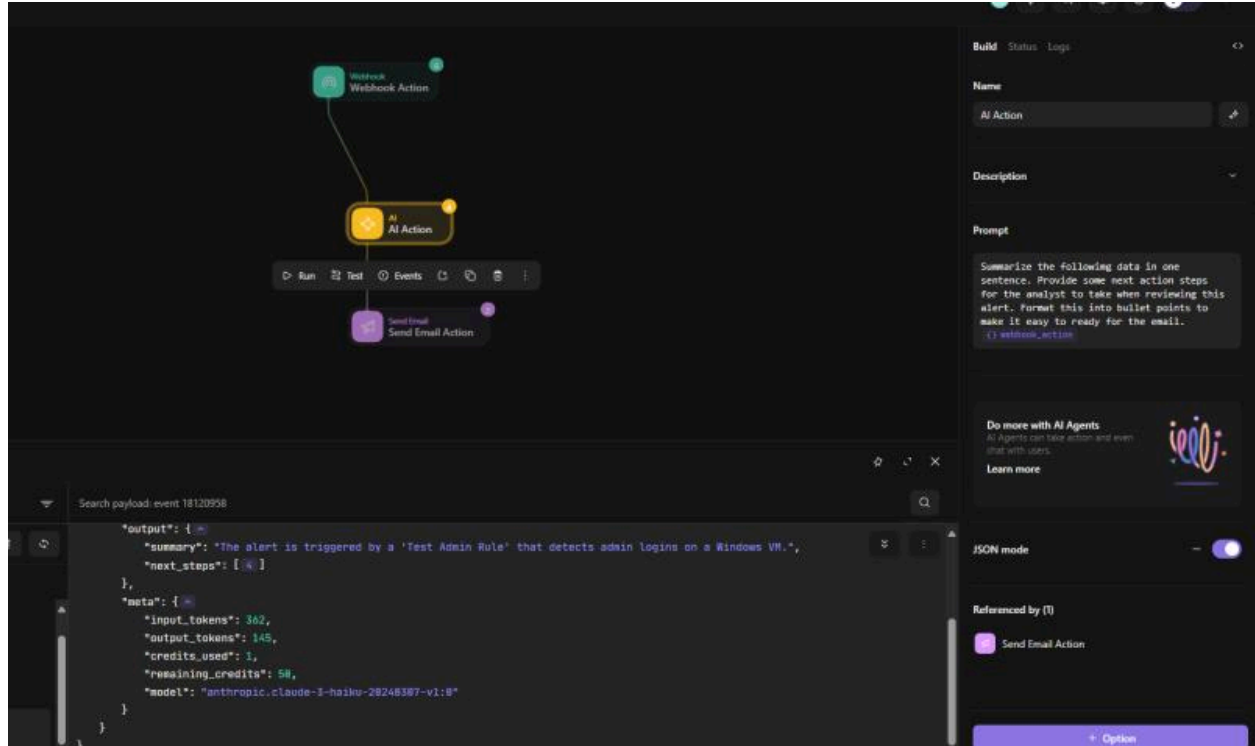 Webhook
Webhook Action
AI
AI Action
Run
Test
Events
Send Email
Send Email Action
Build Status Logs
Name
AI Action
Description
Prompt
Summarize the following data in one
sentence. Provide some next action steps
for the analyst to take when reviewing this
alert. Format this into bullet points to
make it easy to ready for the email.
{} webhook_action
Do more with AI Agents
AI Agents can take action and even
chat with users.
Learn more
JSON mode
Referenced by (1)
Send Email Action
+ Option
Search payload: event 18120958
"output": {
"summary": "The alert is triggered by a 'Test Admin Rule' that detects admin logins on a Windows VM.",
"next_steps": [ 4 ]
},
"meta": {
"input_tokens": 362,
"output_tokens": 145,
"credits_used": 1,
"remaining_credits": 50,
"model": "anthropic.claude-3-haiku-20240307-v1:0"
}
}
}